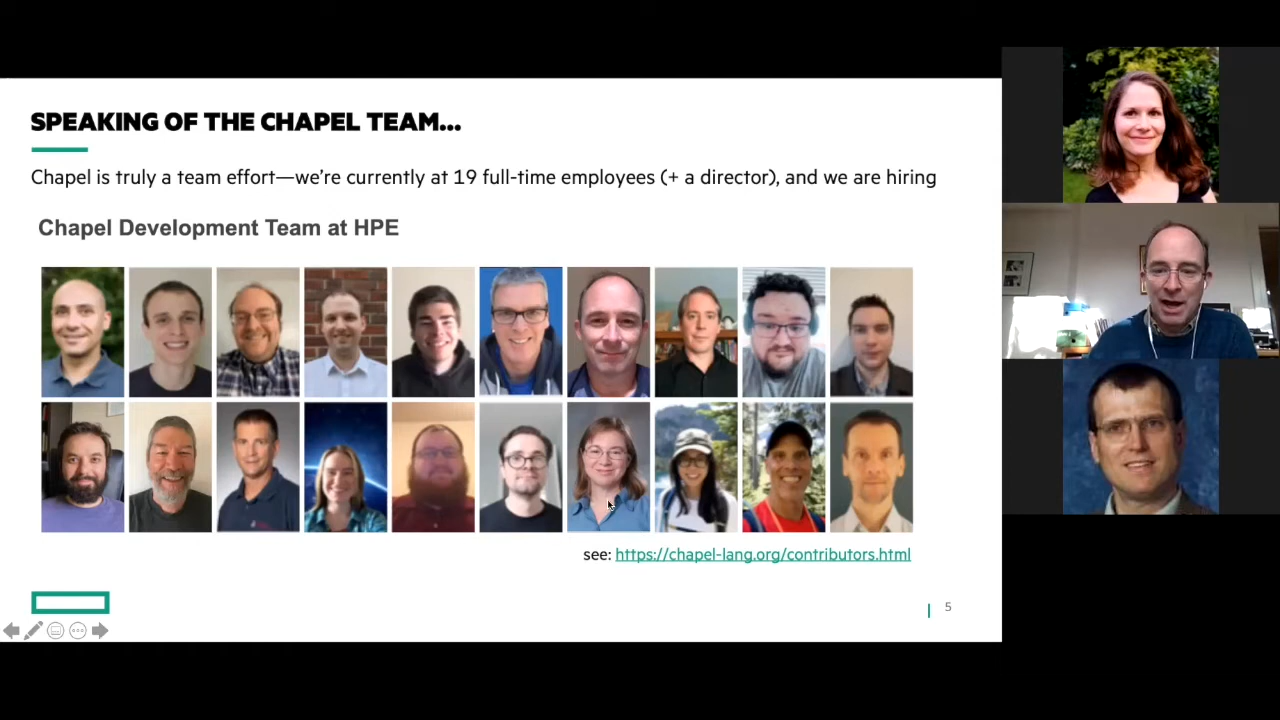 SPEAKING OF THE CHAPEL TEAM...
Chapel is truly a team effort—we're currently at 19 full-time employees (+ a director), and we are hiring
Chapel Development Team at HPE
see: https://chapel-lang.org/contributors.html
5